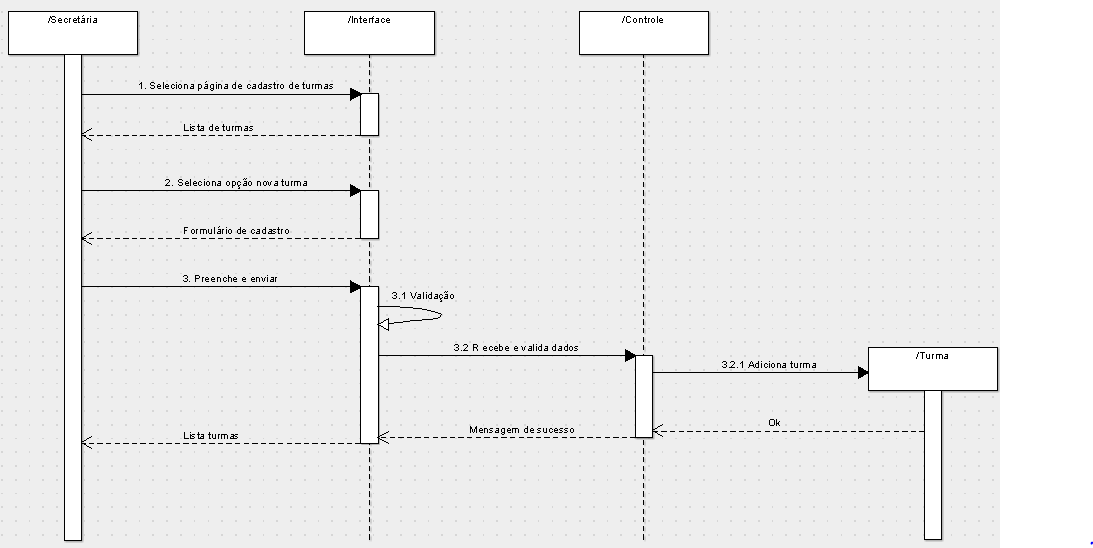 /Secretária
/Interface
/Controle
1. Seleciona página de cadastro de turmas
Lista de turmas
2. Seleciona opção nova turma
Formulário de cadastro
3. Preenche e enviar
3.1 Validação
3.2 R ecebe e valida dados
/Turma
3.2.1 Adiciona turma
Ok
Mensagem de sucesso
Lista turmas